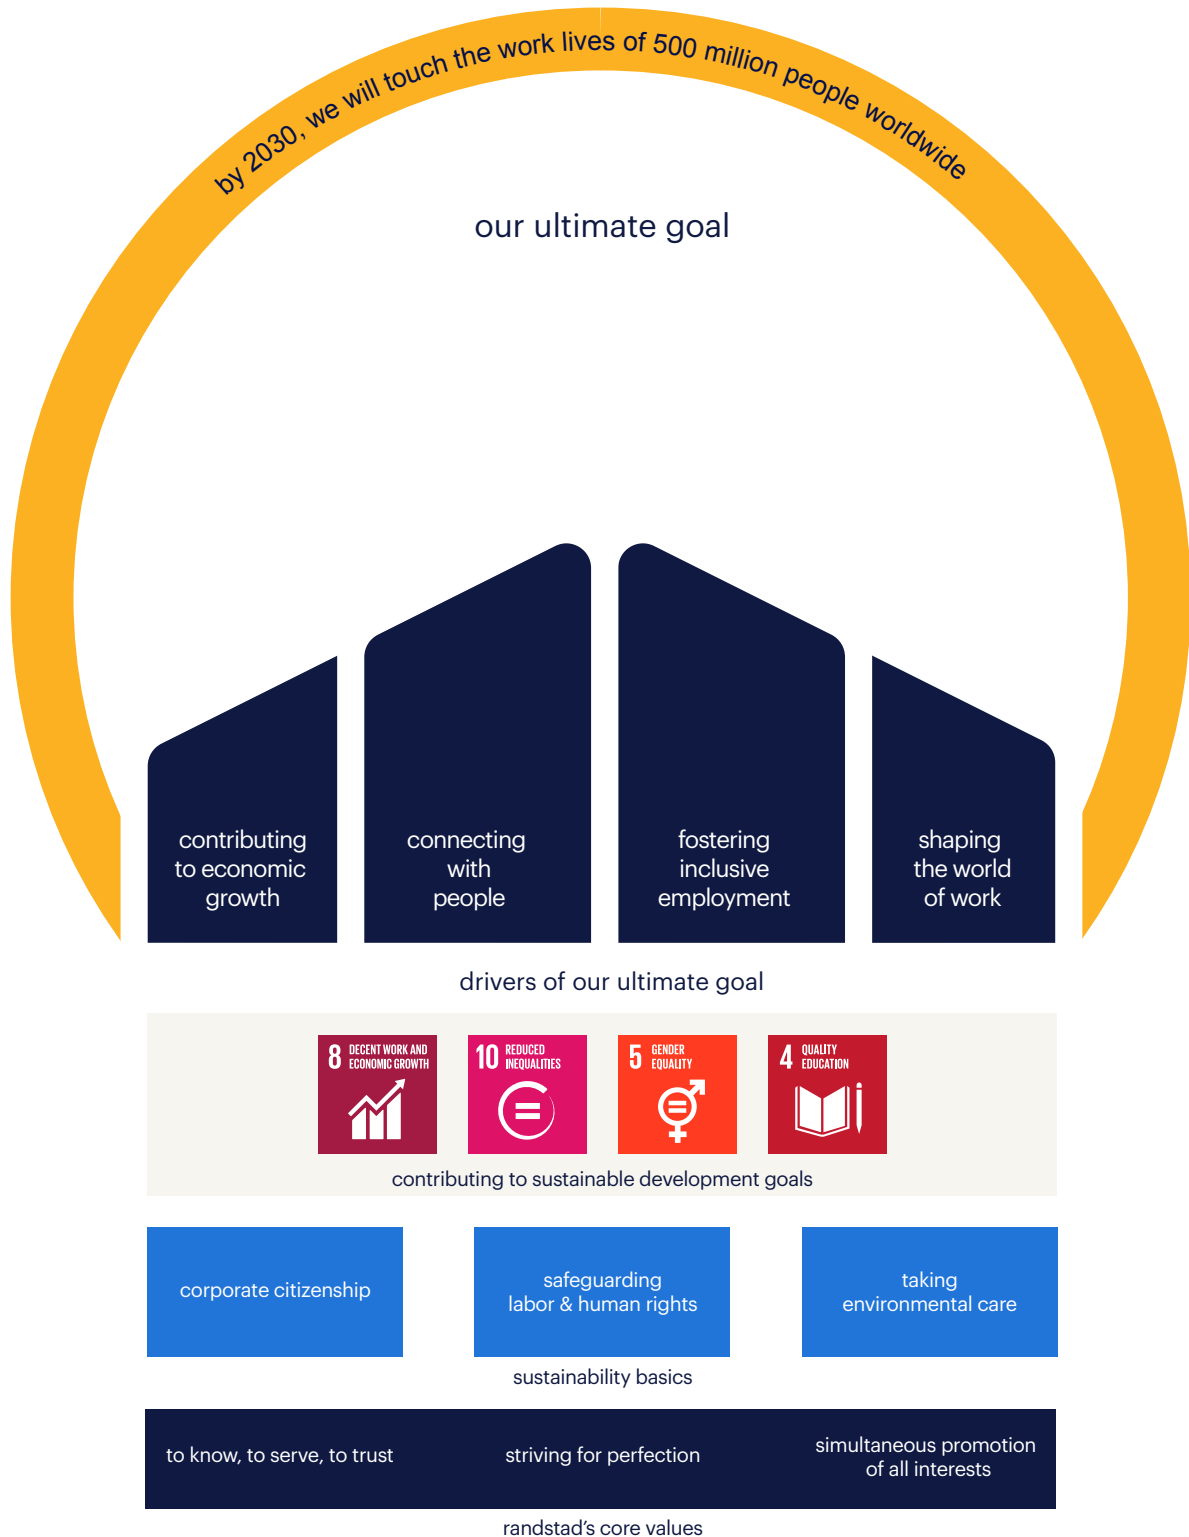 by 2030, we will touch the work lives of 500 million people worldwide
our ultimate goal
contributing
to economic
growth
connecting
with
people
fostering
inclusive
employment
shaping
the world
of work
drivers of our ultimate goal
8 DECENT WORK AND
ECONOMIC GROWTH
10 REDUCED
INEQUALITIES
5 GENDER
EQUALITY
4 QUALITY
EDUCATION
contributing to sustainable development goals
corporate citizenship
safeguarding
labor & human rights
taking
environmental care
sustainability basics
to know, to serve, to trust
striving for perfection
simultaneous promotion
of all interests
randstad's core values